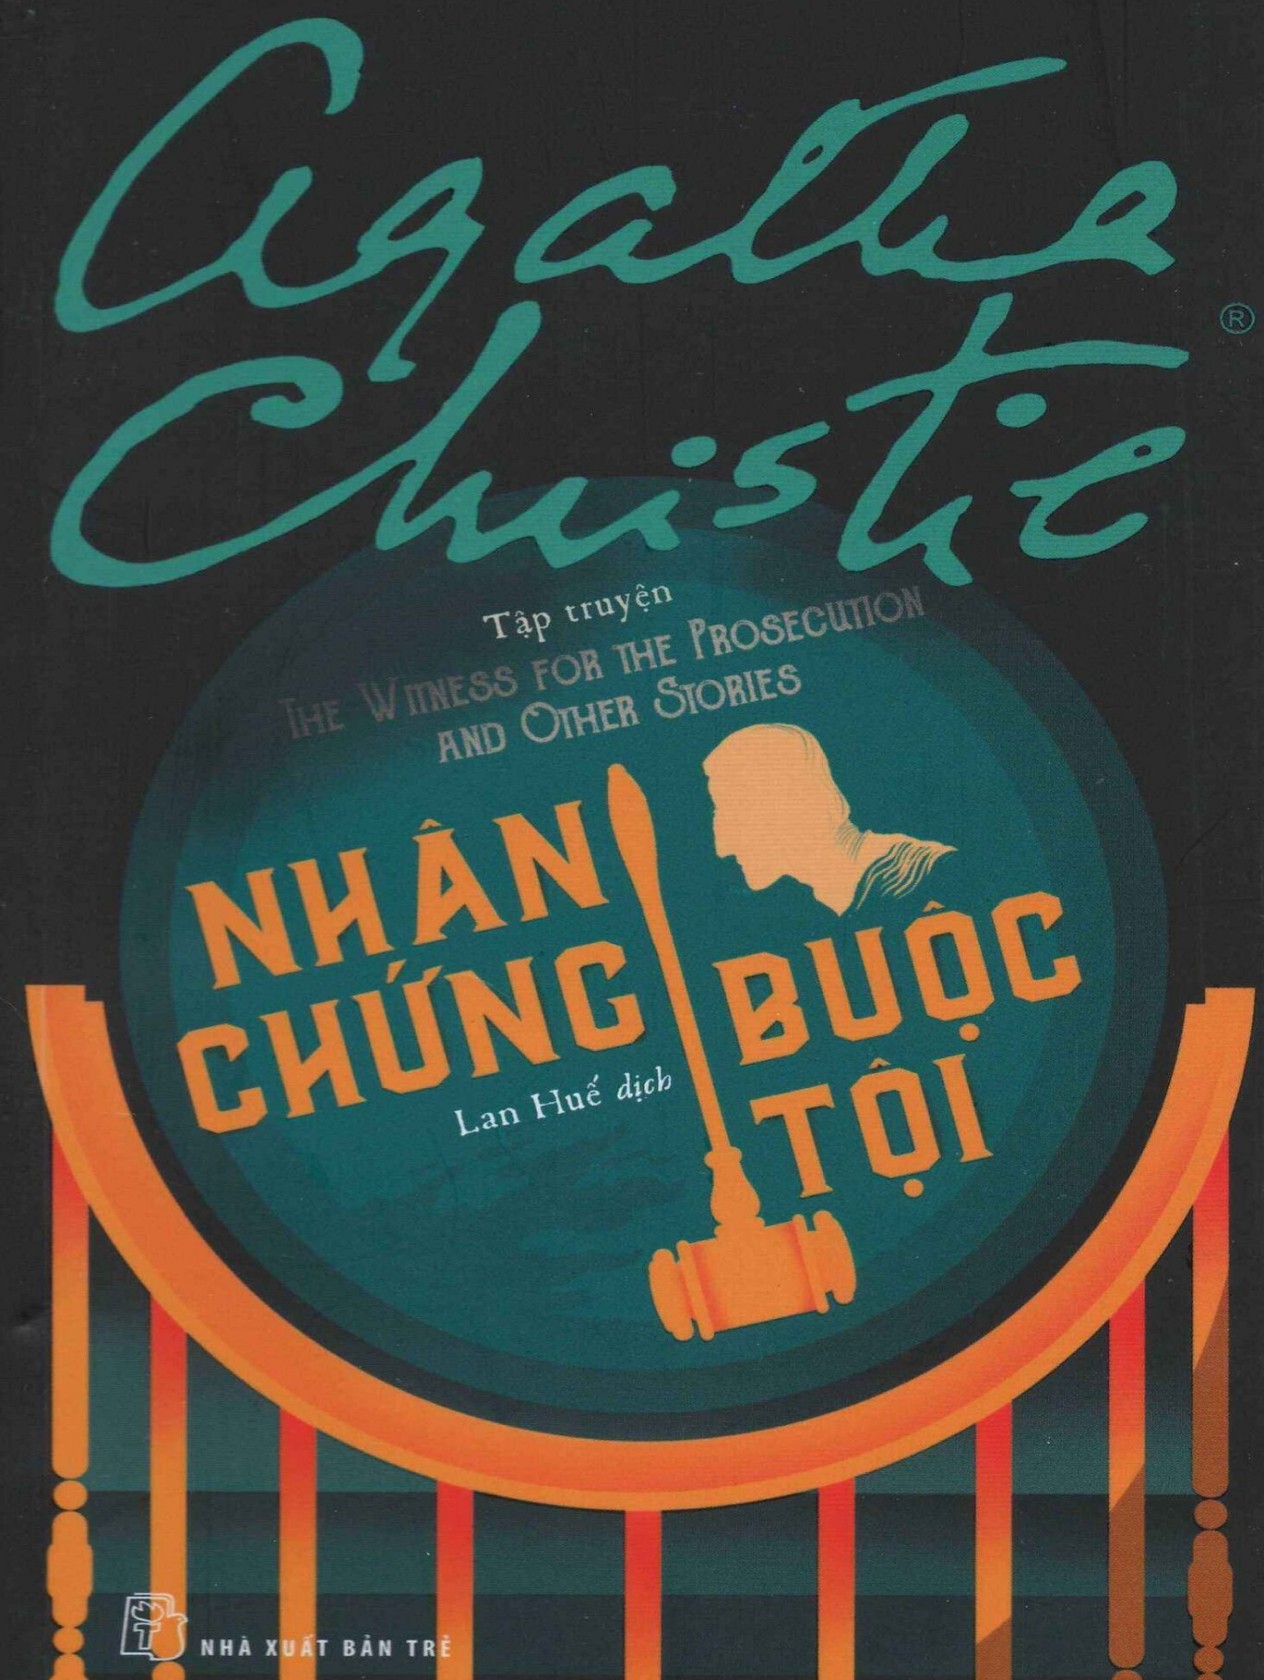 Agatha
Christie
®
Tập truyện
THE WITNESS FOR THE PROSECUTION
AND OTHER STORIES
NHÂN
CHỨNG
BUỘC
TỘI
Lan Huế dịch
NHÀ XUẤT BẢN TRẺ